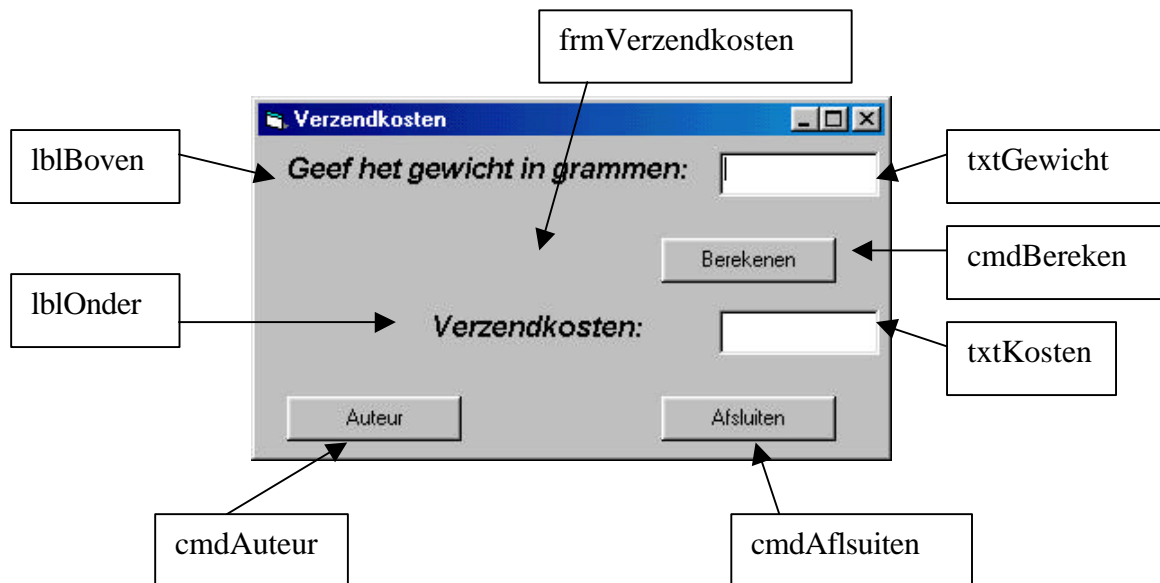 frmVerzendkosten
Verzendkosten
lblBoven
Geef het gewicht in grammen:
txtGewicht
Berekenen
cmdBereken
lblOnder
Verzendkosten:
txtKosten
Auteur
Afsluiten
cmdAuteur
cmdAflsuiten